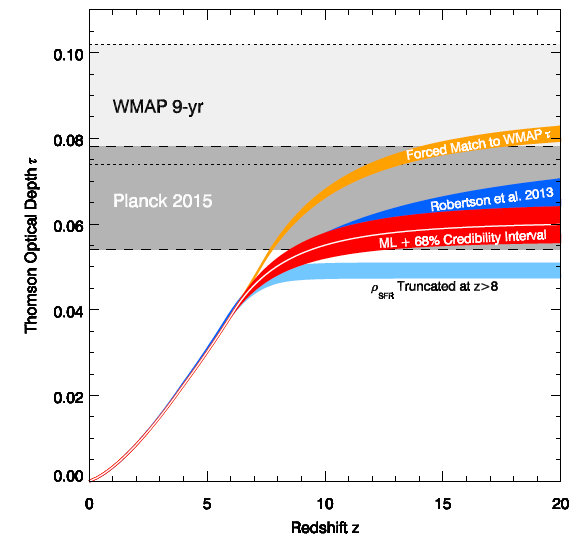 0.10
WMAP 9-yr
0.08
Forced Match to WMAP τ
Planck 2015
Robertson et al. 2013
0.06
ML + 68% Credibility Interval
ρSFR Truncated at z>8
0.04
0.02
0.00
Thomson Optical Depth τ
0 5 10 15 20
Redshift z